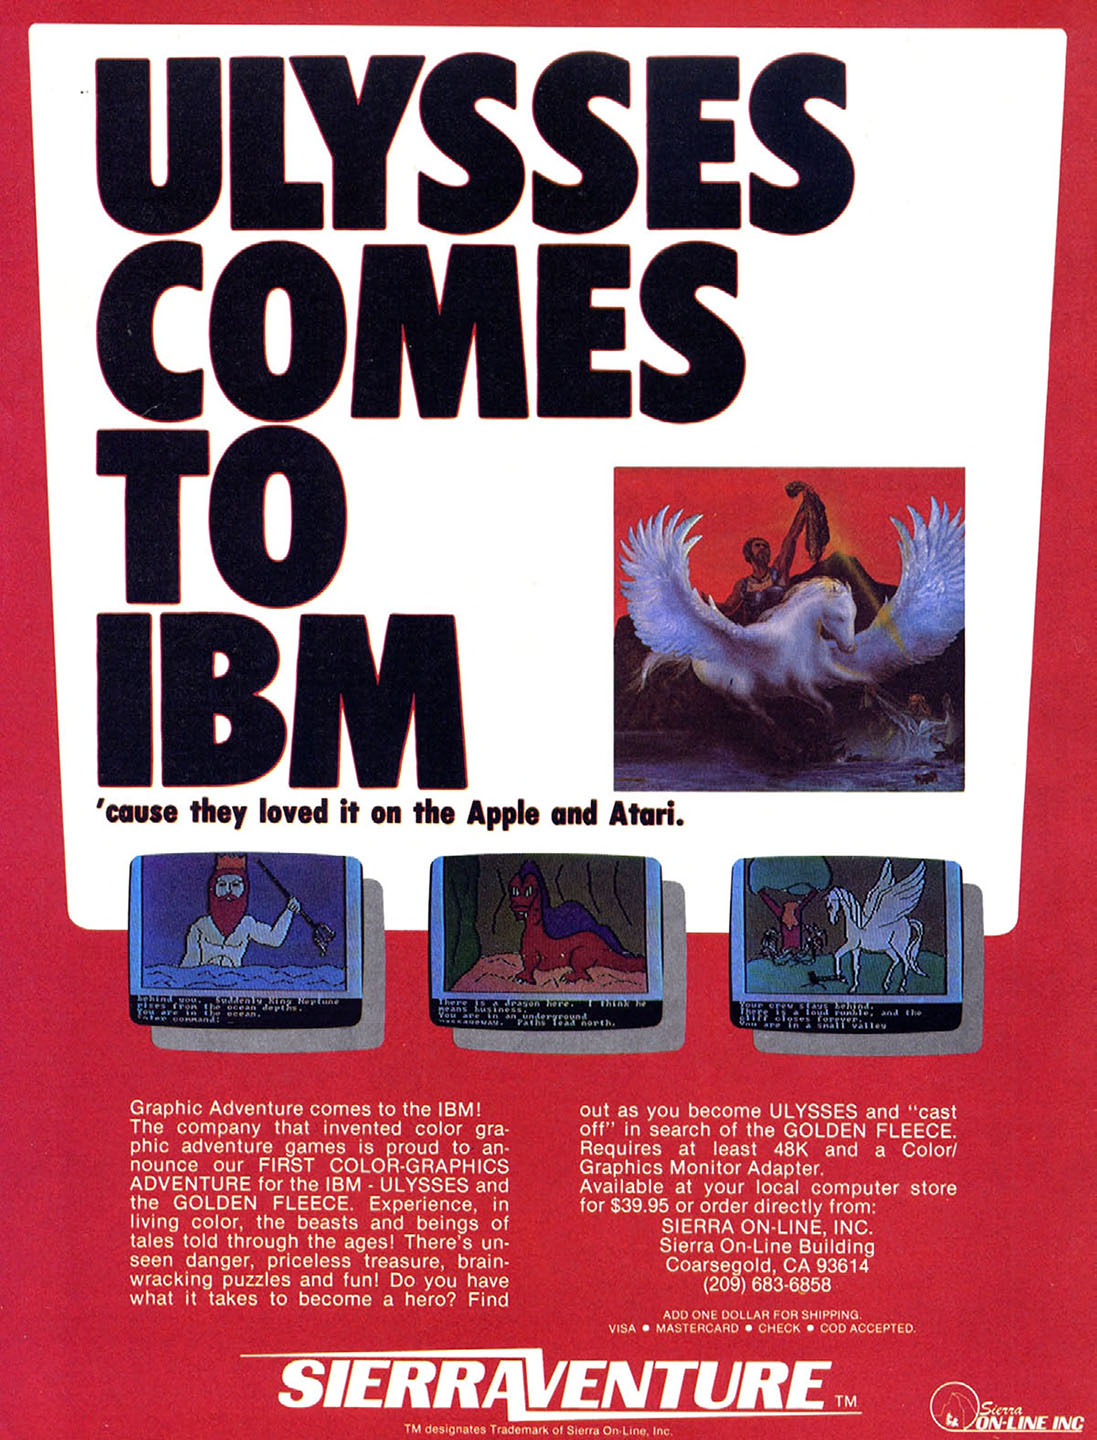 ULYSSES
COMES
TO
IBM
'cause they loved it on the Apple and Atari.
behind you. Suddenly King Neptune
rises from the ocean depths.
You are in the ocean.
Enter command:
There is a dragon here. I think he
means business.
You are in an underground
passageway. Paths lead north,
Your crew stays behind.
There is a loud rumble, and the
cliff closes forever.
You are in a small valley
Graphic Adventure comes to the IBM!
The company that invented color gra-
phic adventure games is proud to an-
nounce our FIRST COLOR-GRAPHICS
ADVENTURE for the IBM - ULYSSES and
the GOLDEN FLEECE. Experience, in
living color, the beasts and beings of
tales told through the ages! There's un-
seen danger, priceless treasure, brain-
wracking puzzles and fun! Do you have
what it takes to become a hero? Find
out as you become ULYSSES and "cast
off" in search of the GOLDEN FLEECE.
Requires at least 48K and a Color/
Graphics Monitor Adapter.
Available at your local computer store
for $39.95 or order directly from:
SIERRA ON-LINE, INC.
Sierra On-Line Building
Coarsegold, CA 93614
(209) 683-6858
ADD ONE DOLLAR FOR SHIPPING.
VISA ● MASTERCARD ● CHECK ● COD ACCEPTED.
SIERRAVENTURE TM
TM designates Trademark of Sierra On-Line, Inc.
Sierra
ON-LINE INC